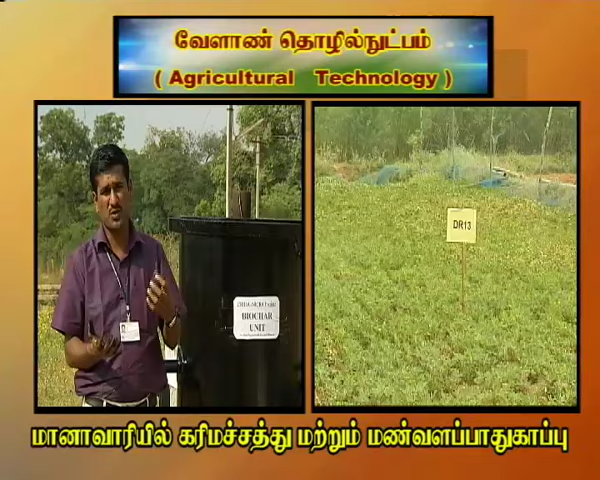 வேளாண் தொழில்நுட்பம்
( Agricultural Technology )
DR13
BIOCHAR
UNIT
மானாவாரியில் கரிமச்சத்து மற்றும் மண்வளப்பாதுகாப்பு